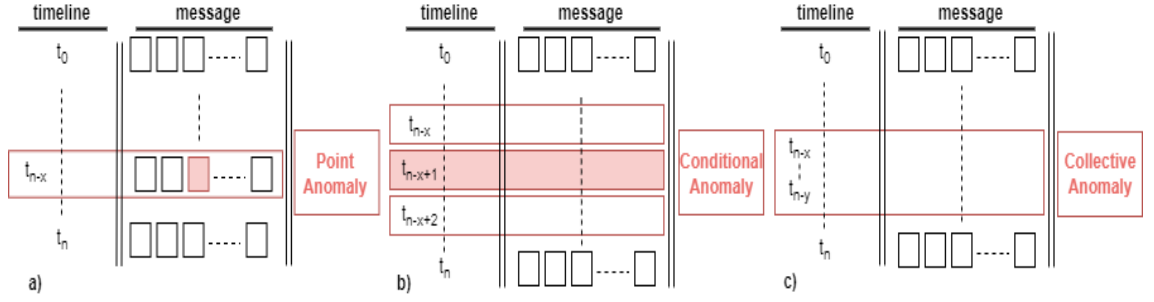 timeline message
t0
tn-x
tn
Point
Anomaly
a)
timeline message
t0
tn-x
tn-x+1
tn-x+2
tn
Conditional
Anomaly
b)
timeline message
t0
tn-x
tn-y
tn
Collective
Anomaly
c)